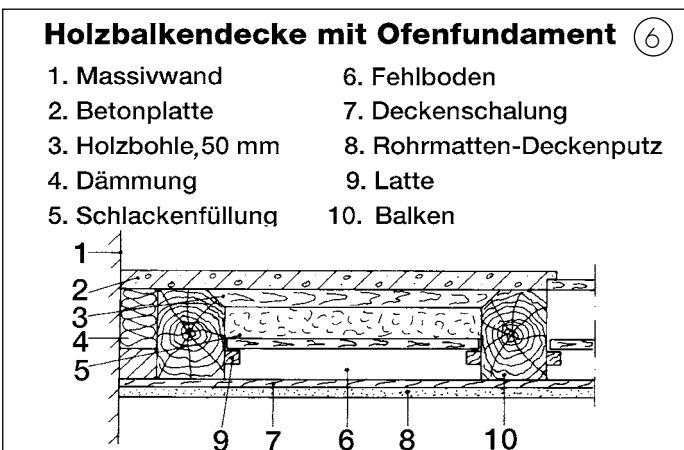 Holzbalkendecke mit Ofenfundament 6
1. Massivwand
2. Betonplatte
3. Holzbohle,50 mm
4. Dämmung
5. Schlackenfüllung
6. Fehlboden
7. Deckenschalung
8. Rohrmatten-Deckenputz
9. Latte
10. Balken
1
2
3
4
5
9 7 6 8 10